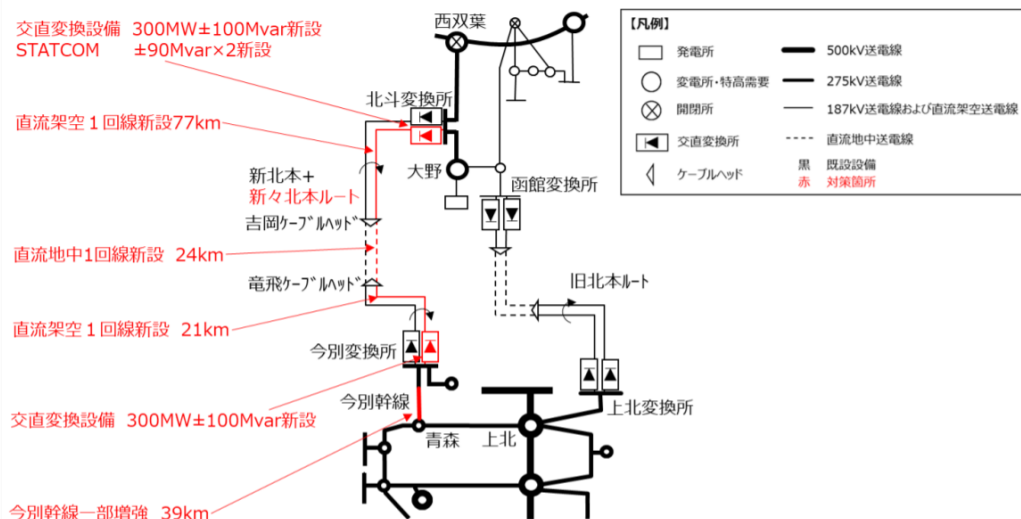 交直変換設備 300MW±100Mvar新設
STATCOM ±90Mvar×2新設
直流架空１回線新設77km
新北本+
新々北本ルート
吉岡ケーブルヘッド
直流地中1回線新設 24km
竜飛ケーブルヘッド
直流架空１回線新設 21km
今別変換所
交直変換設備 300MW±100Mvar新設
今別幹線
今別幹線一部増強 39km
西双葉
北斗変換所
大野
函館変換所
旧北本ルート
上北変換所
青森
上北
【凡例】
発電所
変電所・特高需要
開閉所
交直変換所
ケーブルヘッド
500kV送電線
275kV送電線
187kV送電線および直流架空送電線
直流地中送電線
黒 既設設備
赤 対策箇所